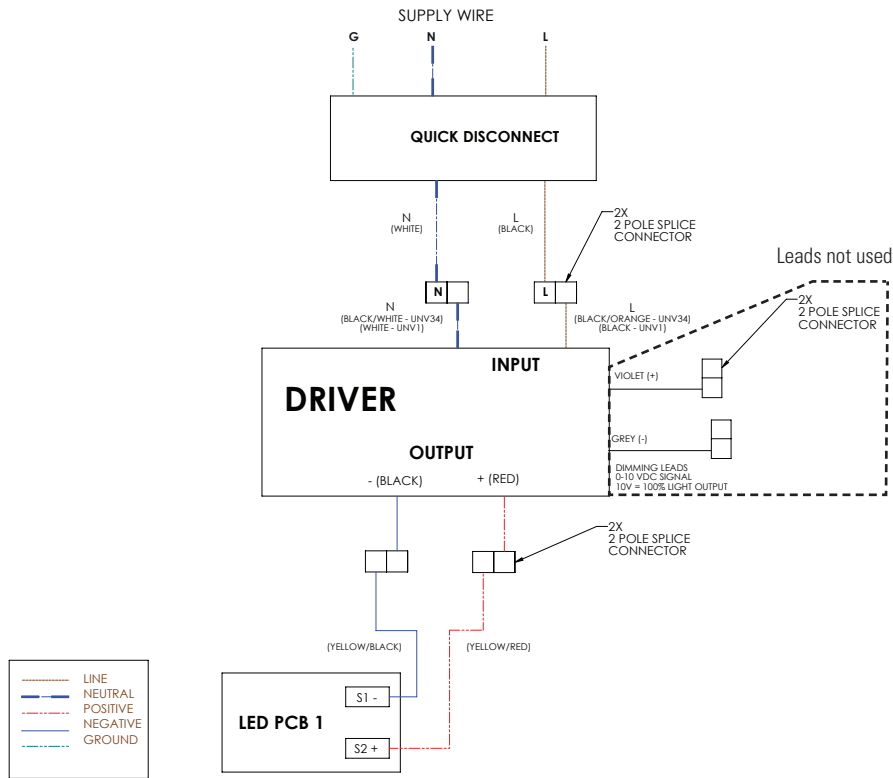 SUPPLY WIRE
G
N
L
QUICK DISCONNECT
N
(WHITE)
L
(BLACK)
2X
2 POLE SPLICE
CONNECTOR
Leads not used
N
L
N
(BLACK/WHITE - UNV34)
(WHITE - UNV1)
L
(BLACK/ORANGE - UNV34)
(BLACK - UNV1)
2X
2 POLE SPLICE
CONNECTOR
INPUT
DRIVER
VIOLET (+)
GREY (-)
OUTPUT
- (BLACK)
+ (RED)
DIMMING LEADS
0-10 VDC SIGNAL
10V = 100% LIGHT OUTPUT
2X
2 POLE SPLICE
CONNECTOR
(YELLOW/BLACK)
(YELLOW/RED)
LINE
NEUTRAL
POSITIVE
NEGATIVE
GROUND
S1 -
LED PCB 1
S2 +